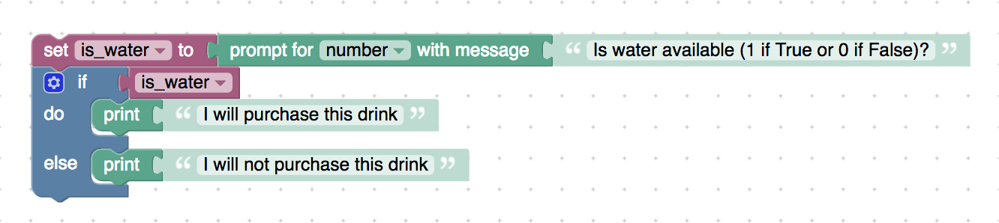 set is_water to prompt for number with message “ Is water available (1 if True or 0 if False)? ”
if is_water
do print “ I will purchase this drink ”
else print “ I will not purchase this drink ”